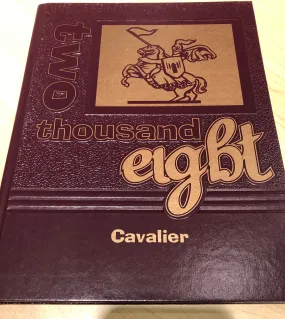 two
thousand
eight
Cavalier